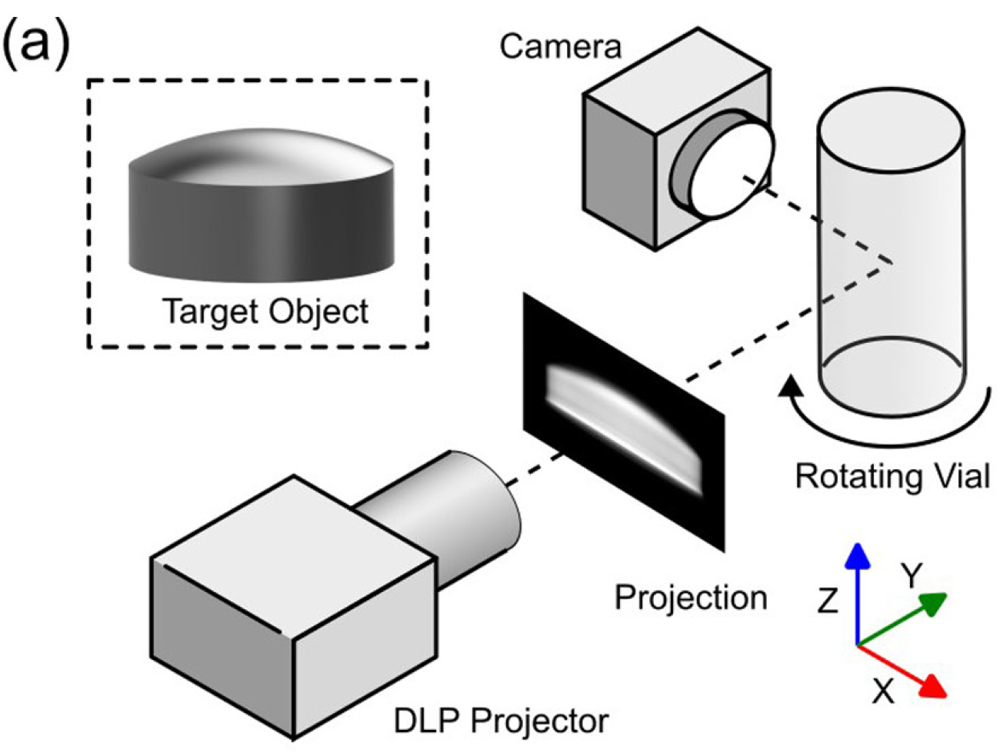 (a)
Camera
Target Object
Rotating Vial
Projection
Z
Y
X
DLP Projector